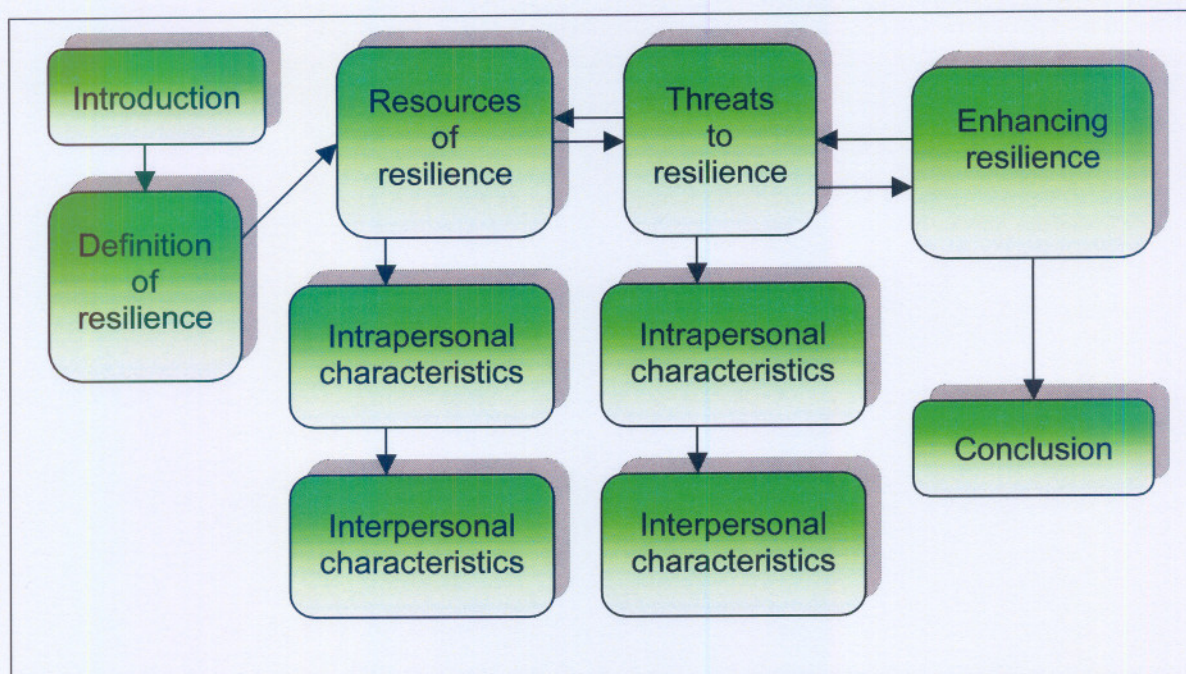 Introduction
Definition
of
resilience
Resources
of
resilience
Intrapersonal
characteristics
Interpersonal
characteristics
Threats
to
resilience
Intrapersonal
characteristics
Interpersonal
characteristics
Enhancing
resilience
Conclusion